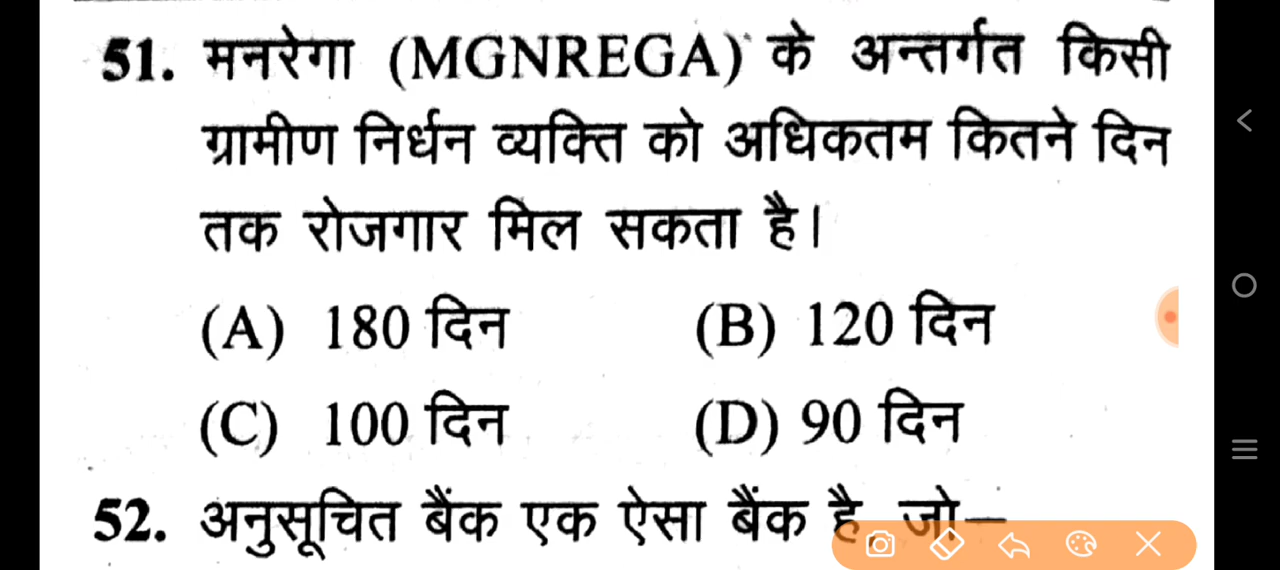 51. मनरेगा (MGNREGA) के अन्तर्गत किसी
ग्रामीण निर्धन व्यक्ति को अधिकतम कितने दिन
तक रोजगार मिल सकता है।
(A) 180 दिन (B) 120 दिन
(C) 100 दिन (D) 90 दिन
52. अनुसूचित बैंक एक ऐसा बैंक है, जो—